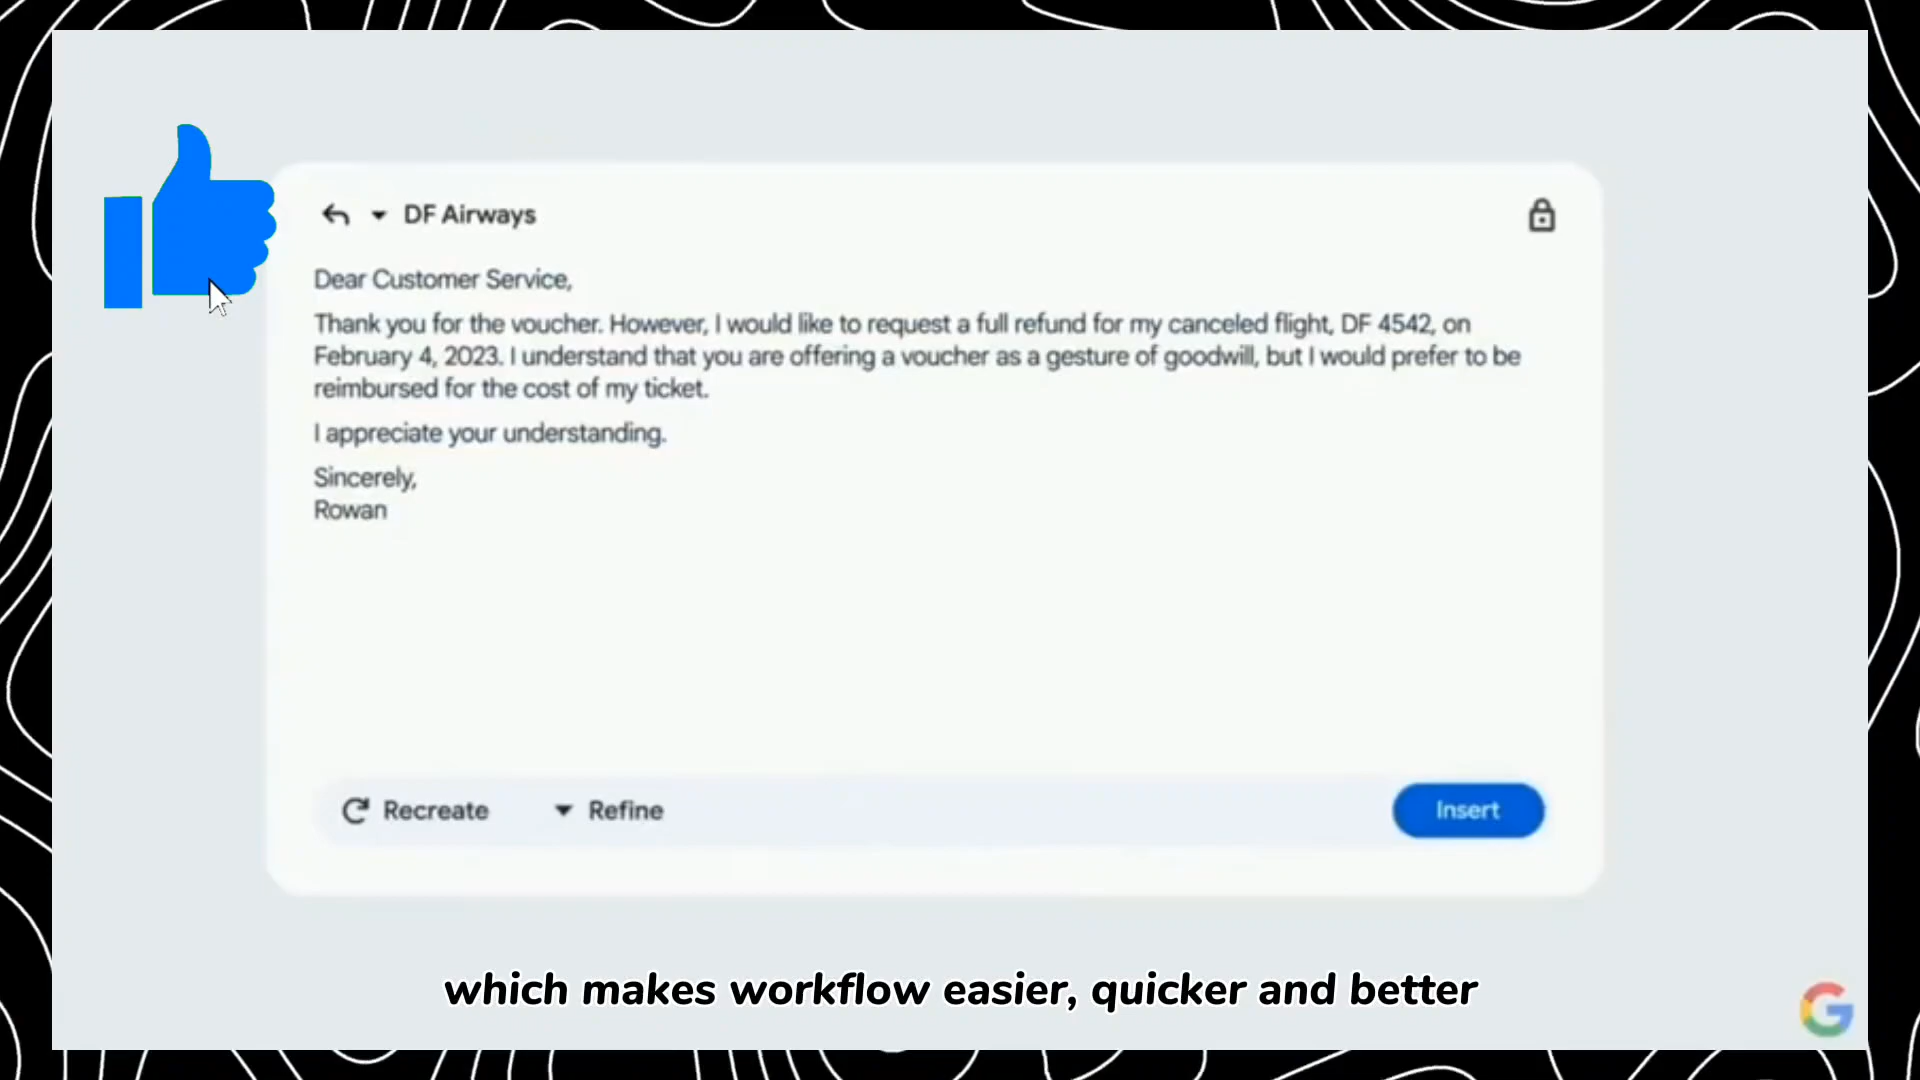 DF Airways
Dear Customer Service,
Thank you for the voucher. However, I would like to request a full refund for my canceled flight, DF 4542, on
February 4, 2023. I understand that you are offering a voucher as a gesture of goodwill, but I would prefer to be
reimbursed for the cost of my ticket.
I appreciate your understanding.
Sincerely,
Rowan
Recreate
Refine
Insert
which makes workflow easier, quicker and better